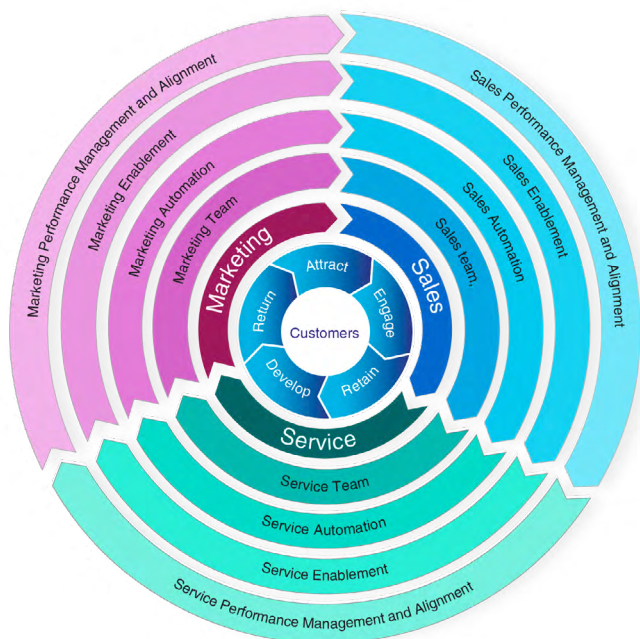 Marketing Performance Management and Alignment
Marketing Enablement
Marketing Automation
Marketing Team
Marketing
Sales Performance Management and Alignment
Sales Enablement
Sales Automation
Sales team.
Sales
Attract
Engage
Retain
Develop
Return
Customers
Service
Service Team
Service Automation
Service Enablement
Service Performance Management and Alignment